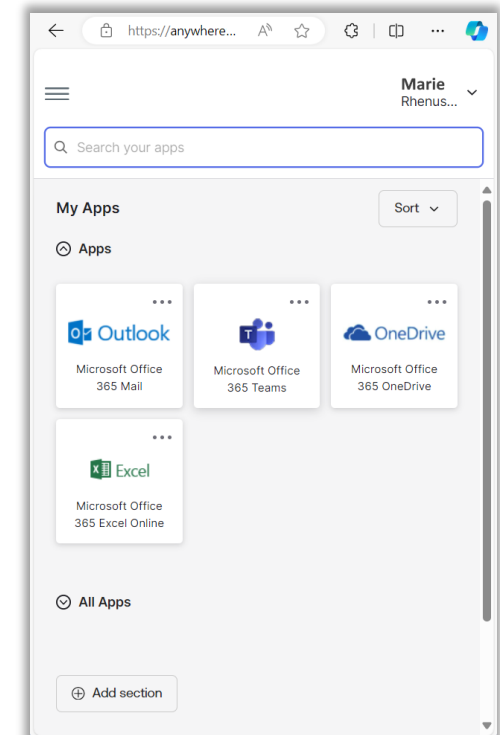 https://anywhere... A
Marie
Rhenus...
Search your apps
My Apps
Sort
Apps
Outlook
Microsoft Office
365 Mail
T
Microsoft Office
365 Teams
OneDrive
Microsoft Office
365 OneDrive
Excel
Microsoft Office
365 Excel Online
All Apps
Add section